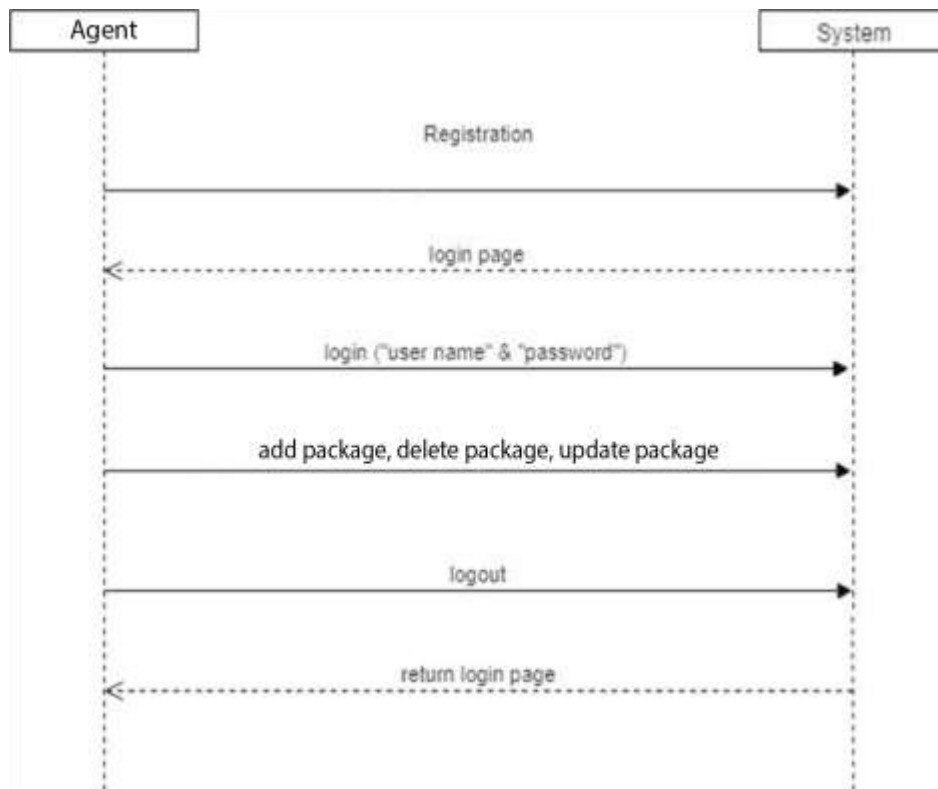 Agent
System
Registration
login page
login ("user name" & "password")
add package, delete package, update package
logout
return login page